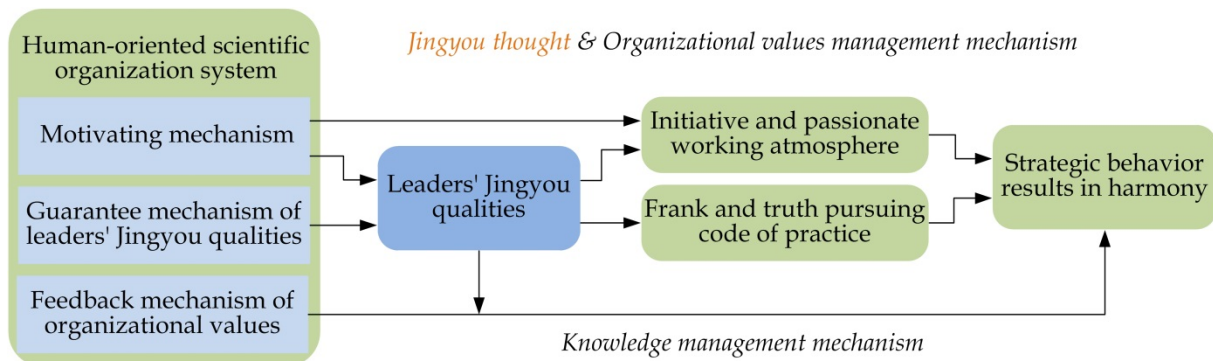 Human-oriented scientific
organization system
Jingyou thought & Organizational values management mechanism
Motivating mechanism
Guarantee mechanism of
leaders' Jingyou qualities
Feedback mechanism of
organizational values
Leaders' Jingyou
qualities
Initiative and passionate
working atmosphere
Frank and truth pursuing
code of practice
Strategic behavior
results in harmony
Knowledge management mechanism